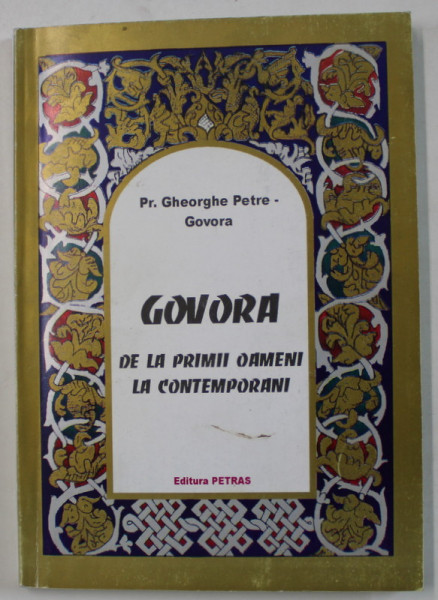 Pr. Gheorghe Petre -
Govora
GOVORA
DE LA PRIMII OAMENI
LA CONTEMPORANI
Editura PETRAS